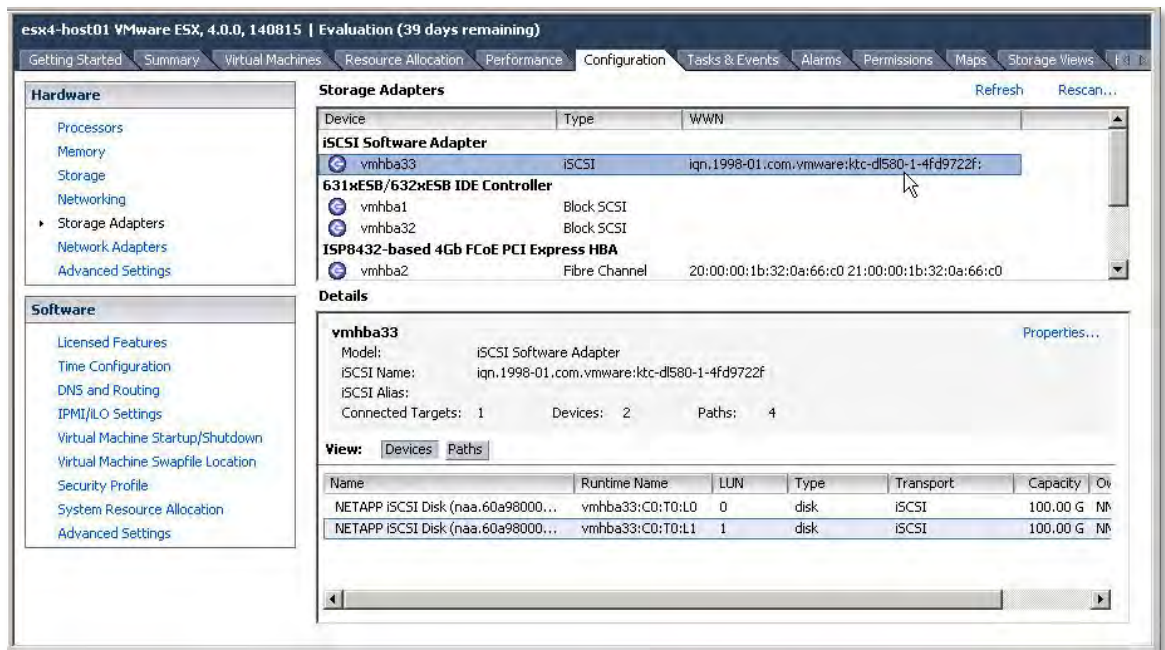 esx4-host01 VMware ESX, 4.0.0, 140815 | Evaluation (39 days remaining)
Getting Started Summary Virtual Machines Resource Allocation Performance Configuration Tasks & Events Alarms Permissions Maps Storage Views
Hardware
Processors
Memory
Storage
Networking
Storage Adapters
Network Adapters
Advanced Settings
Software
Licensed Features
Time Configuration
DNS and Routing
IPMI/iLO Settings
Virtual Machine Startup/Shutdown
Virtual Machine Swapfile Location
Security Profile
System Resource Allocation
Advanced Settings
Storage Adapters Refresh Rescan...
Device Type WWN
iSCSI Software Adapter
vmhba33 iSCSI iqn.1998-01.com.vmware:ktc-dl580-1-4fd9722f:
631xESB/632xESB IDE Controller
vmhba1 Block SCSI
vmhba32 Block SCSI
ISP8432-based 4Gb FCoE PCI Express HBA
vmhba2 Fibre Channel 20:00:00:1b:32:0a:66:c0 21:00:00:1b:32:0a:66:c0
Details
vmhba33 Properties...
Model: iSCSI Software Adapter
iSCSI Name: iqn.1998-01.com.vmware:ktc-dl580-1-4fd9722f
iSCSI Alias:
Connected Targets: 1 Devices: 2 Paths: 4
View: Devices Paths
Name Runtime Name LUN Type Transport Capacity
NETAPP iSCSI Disk (naa.60a98000... vmhba33:C0:T0:L0 0 disk iSCSI 100.00 G
NETAPP iSCSI Disk (naa.60a98000... vmhba33:C0:T0:L1 1 disk iSCSI 100.00 G